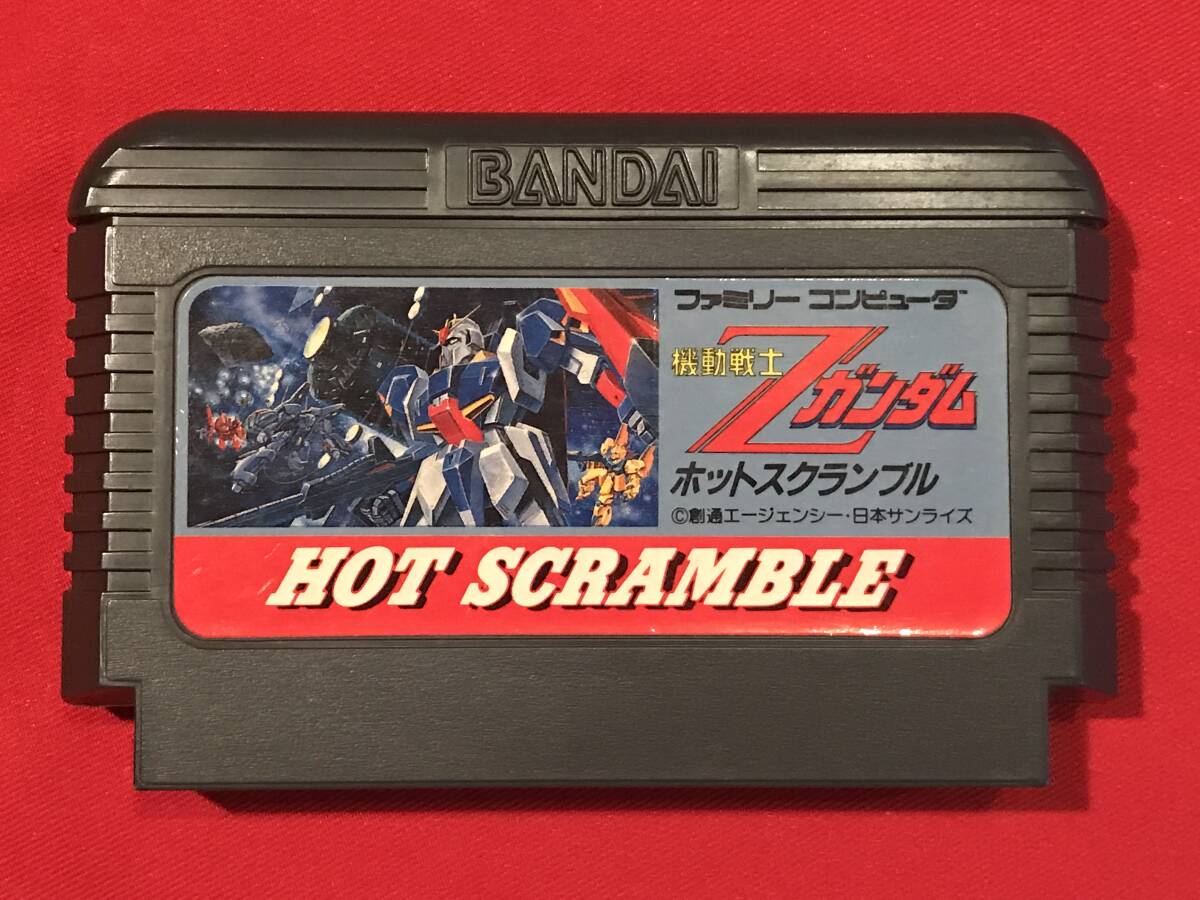 BANDAI
ファミリー コンピュータ
機動戦士
Zガンダム
ホットスクランブル
©創通エージェンシー・日本サンライズ
HOT SCRAMBLE